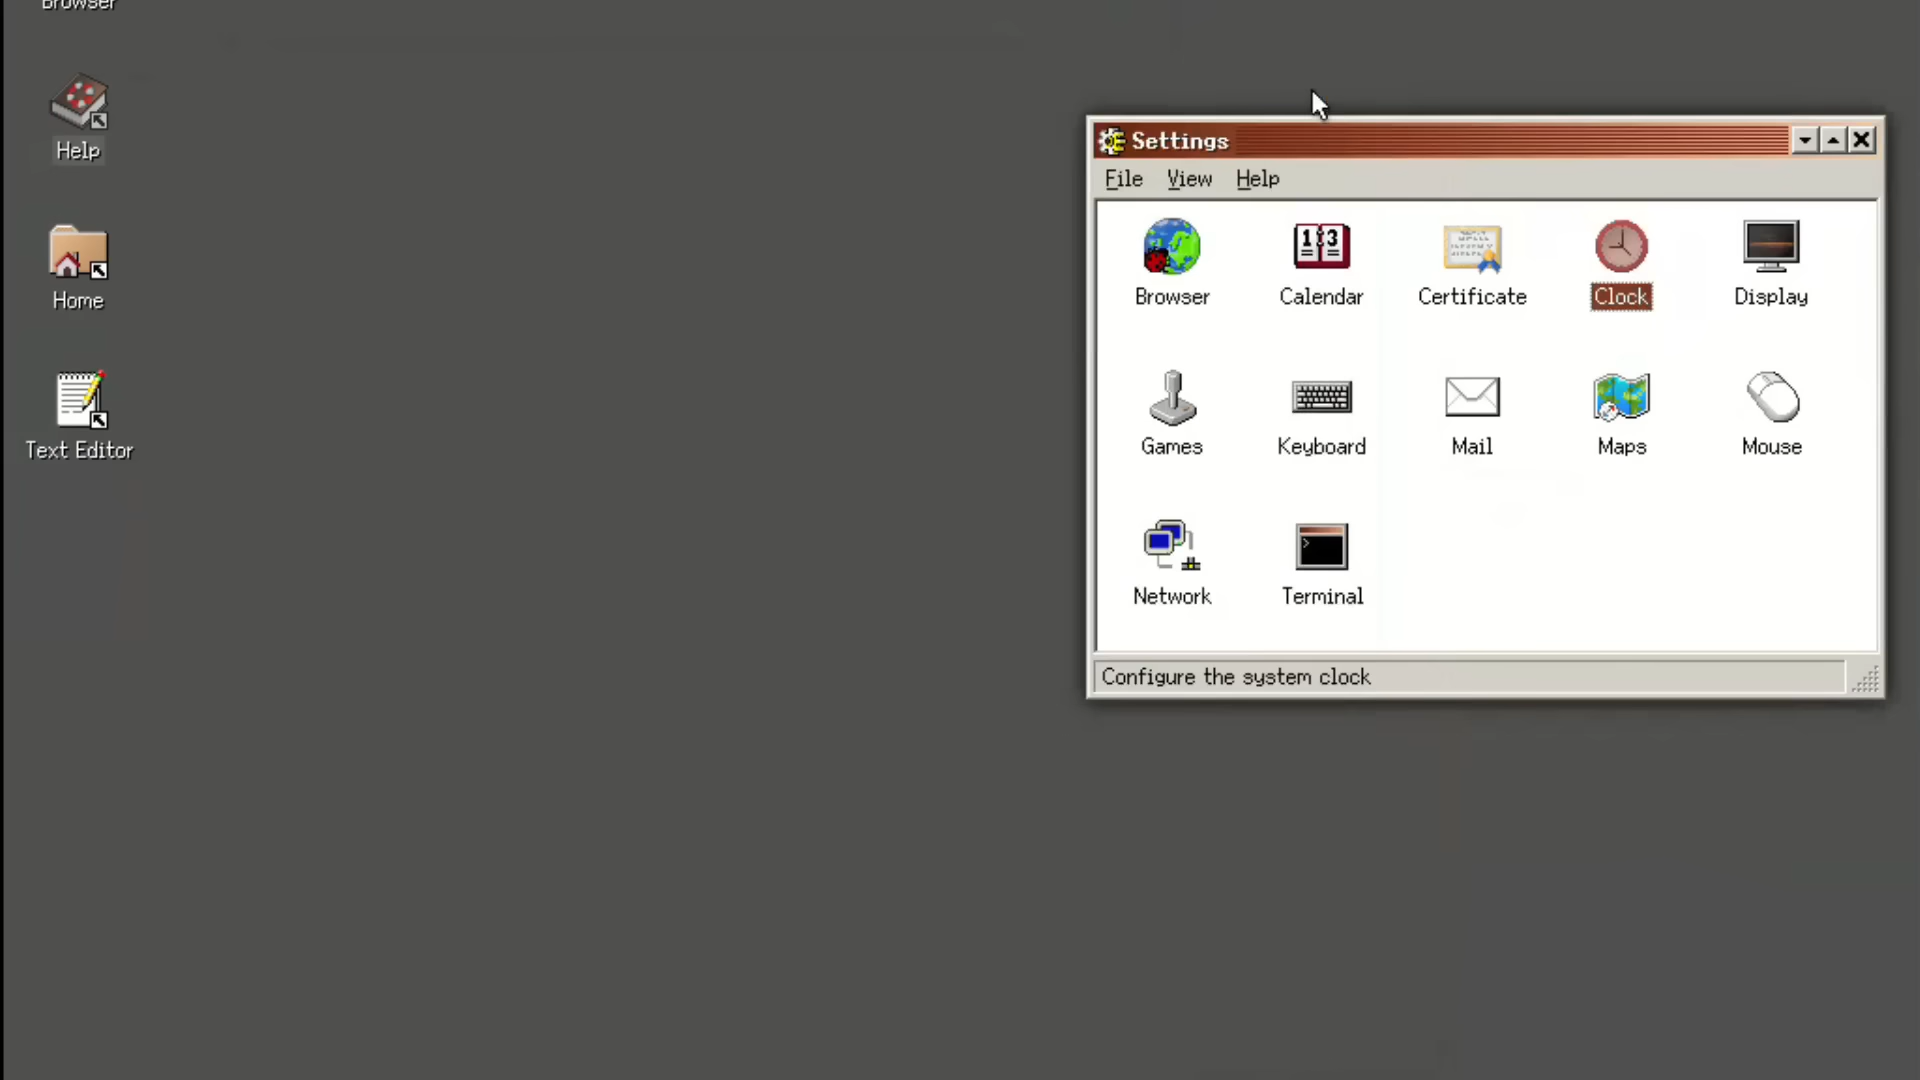 Browser
Help
Home
Text Editor
Settings
File View Help
Browser Calendar Certificate Clock Display
Games Keyboard Mail Maps Mouse
Network Terminal
Configure the system clock